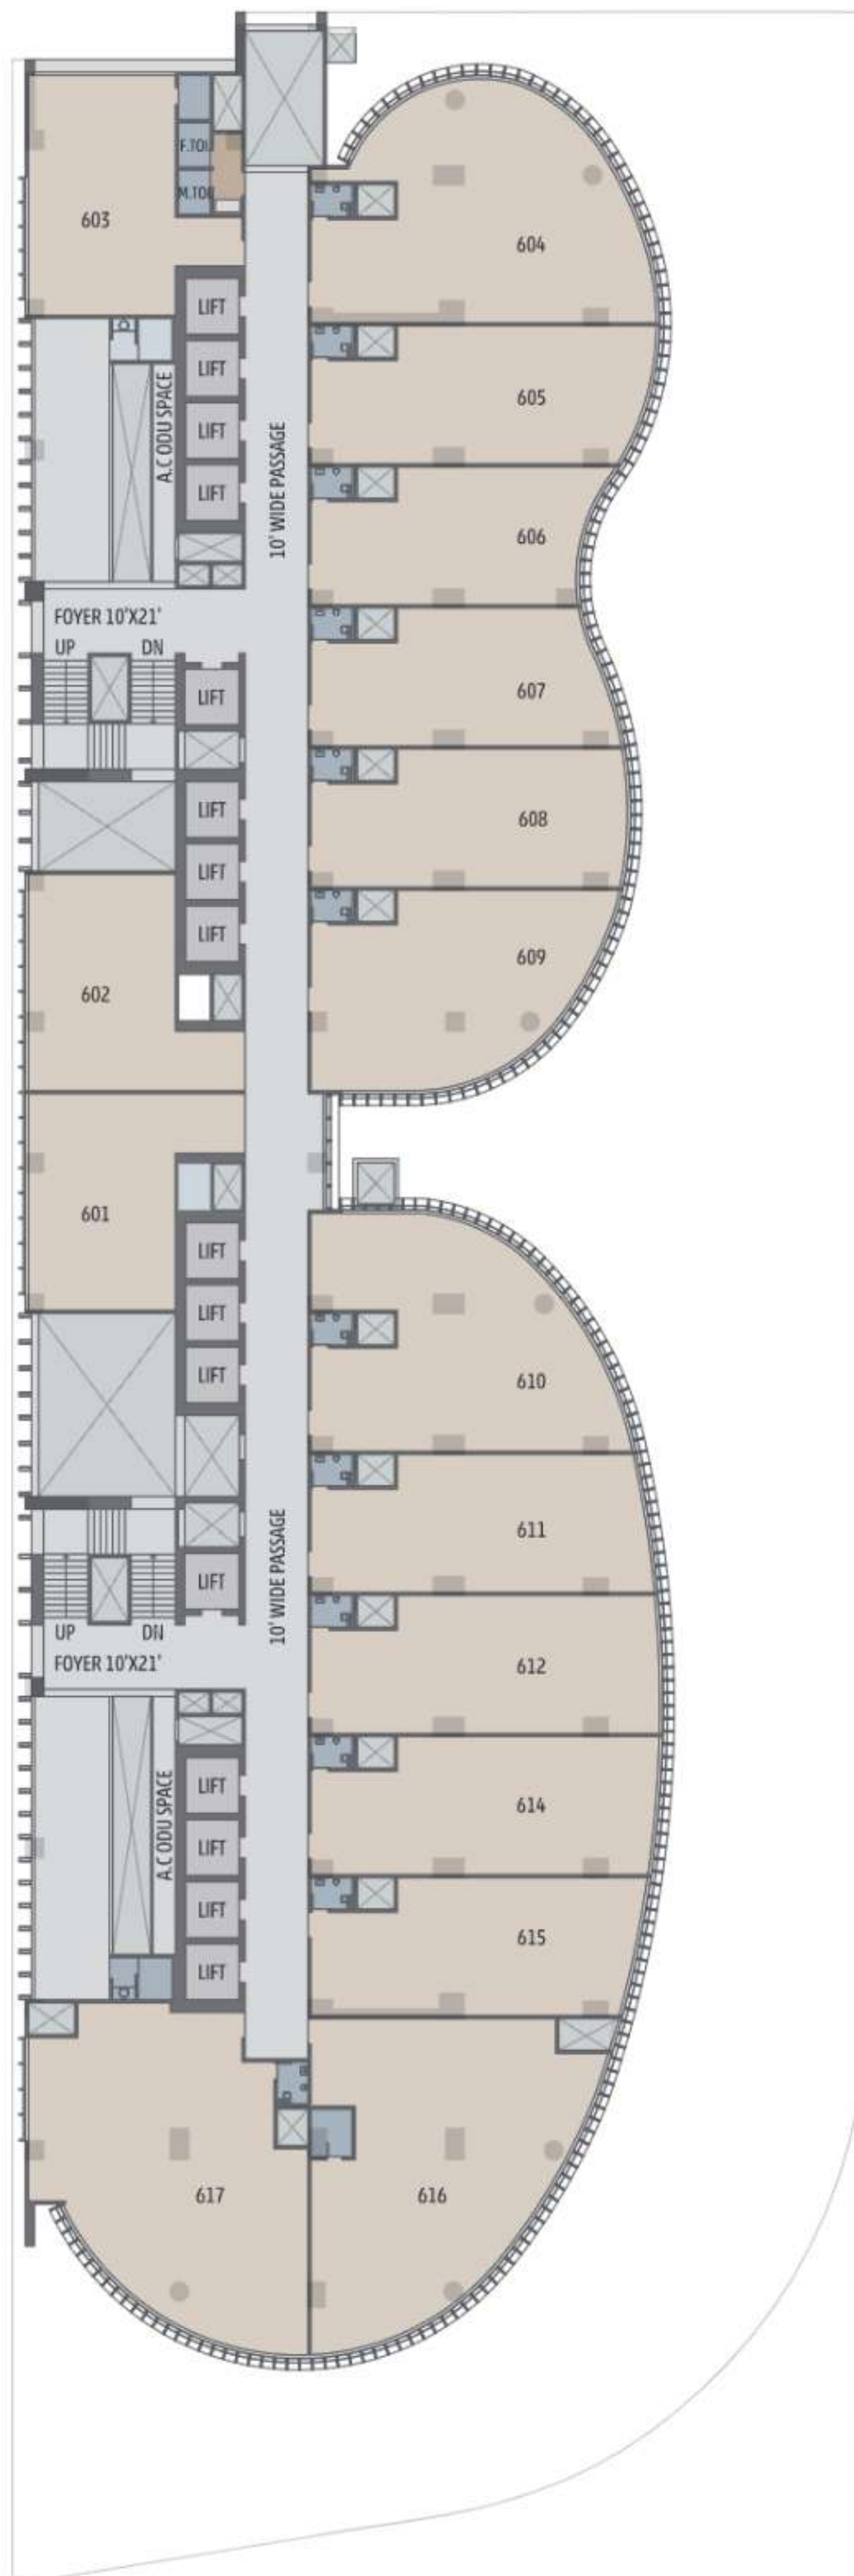 F.TOI
M.TOI
603
604
LIFT
LIFT
605
A.C ODU SPACE
LIFT
10' WIDE PASSAGE
LIFT
606
FOYER 10'X21'
UP
DN
607
LIFT
LIFT
608
LIFT
LIFT
609
602
601
LIFT
LIFT
LIFT
610
611
10' WIDE PASSAGE
LIFT
UP
DN
FOYER 10'X21'
612
LIFT
614
A.C ODU SPACE
LIFT
LIFT
615
LIFT
617
616